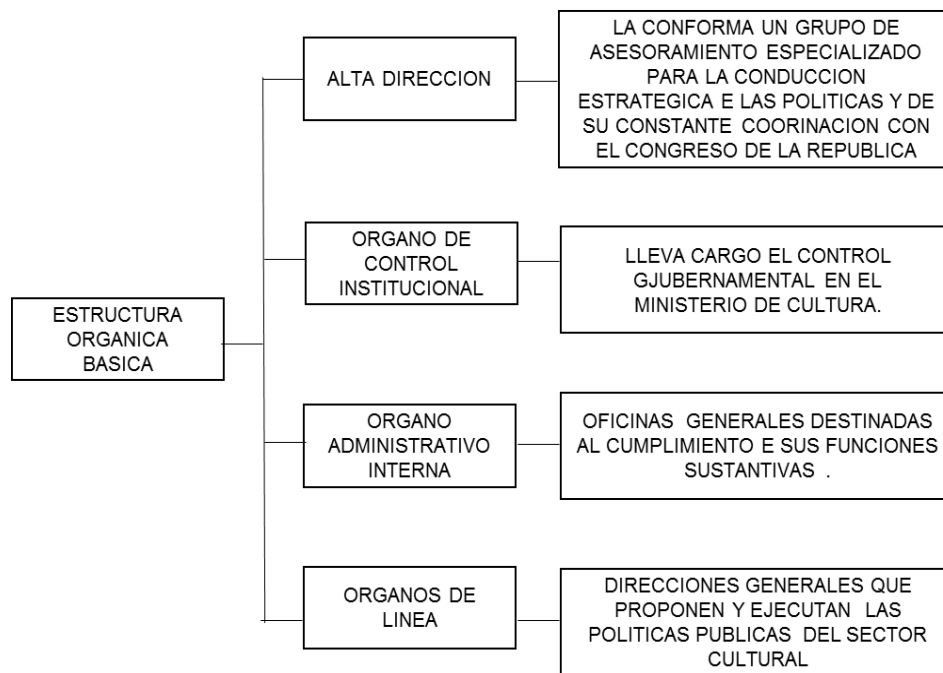 ESTRUCTURA
ORGANICA
BASICA
ALTA DIRECCION
LA CONFORMA UN GRUPO DE
ASESORAMIENTO ESPECIALIZADO
PARA LA CONDUCCION
ESTRATEGICA E LAS POLITICAS Y DE
SU CONSTANTE COORINACION CON
EL CONGRESO DE LA REPUBLICA
ORGANO DE
CONTROL
INSTITUCIONAL
LLEVA CARGO EL CONTROL
GJUBERNAMENTAL EN EL
MINISTERIO DE CULTURA.
ORGANO
ADMINISTRATIVO
INTERNA
OFICINAS GENERALES DESTINADAS
AL CUMPLIMIENTO E SUS FUNCIONES
SUSTANTIVAS .
ORGANOS DE
LINEA
DIRECCIONES GENERALES QUE
PROPONEN Y EJECUTAN LAS
POLITICAS PUBLICAS DEL SECTOR
CULTURAL